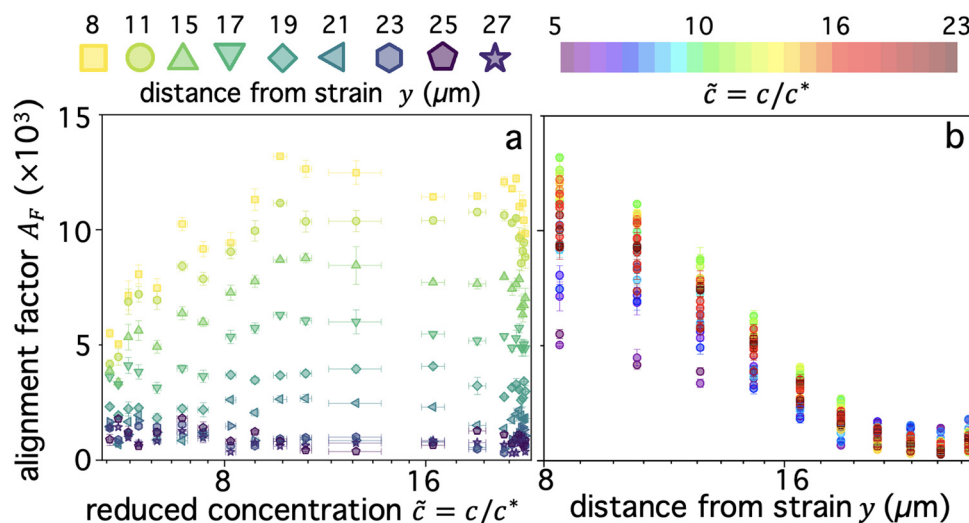 8 11 15 17 19 21 23 25 27
distance from strain y (µm)
5 10 16 23
c̃ = c/c*
alignment factor A_F (×10³)
15
10
5
0
a
8 16
reduced concentration c̃ = c/c*
b
8 16
distance from strain y (µm)